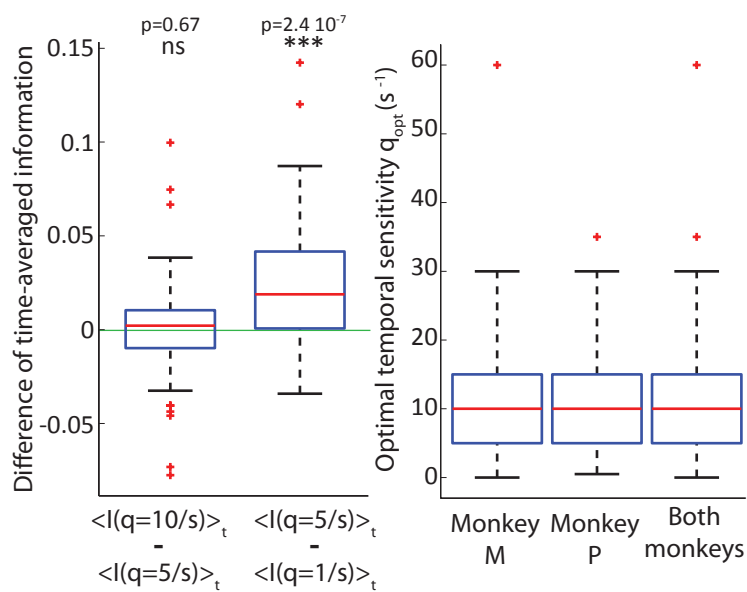 p=0.67
ns
p=2.4 10-7
***
Difference of time-averaged information
0.15
0.1
0.05
0
-0.05
<I(q=10/s)>t
-
<I(q=5/s)>t
<I(q=5/s)>t
-
<I(q=1/s)>t
Optimal temporal sensitivity qopt (s -1)
60
50
40
30
20
10
0
Monkey
M
Monkey
P
Both
monkeys